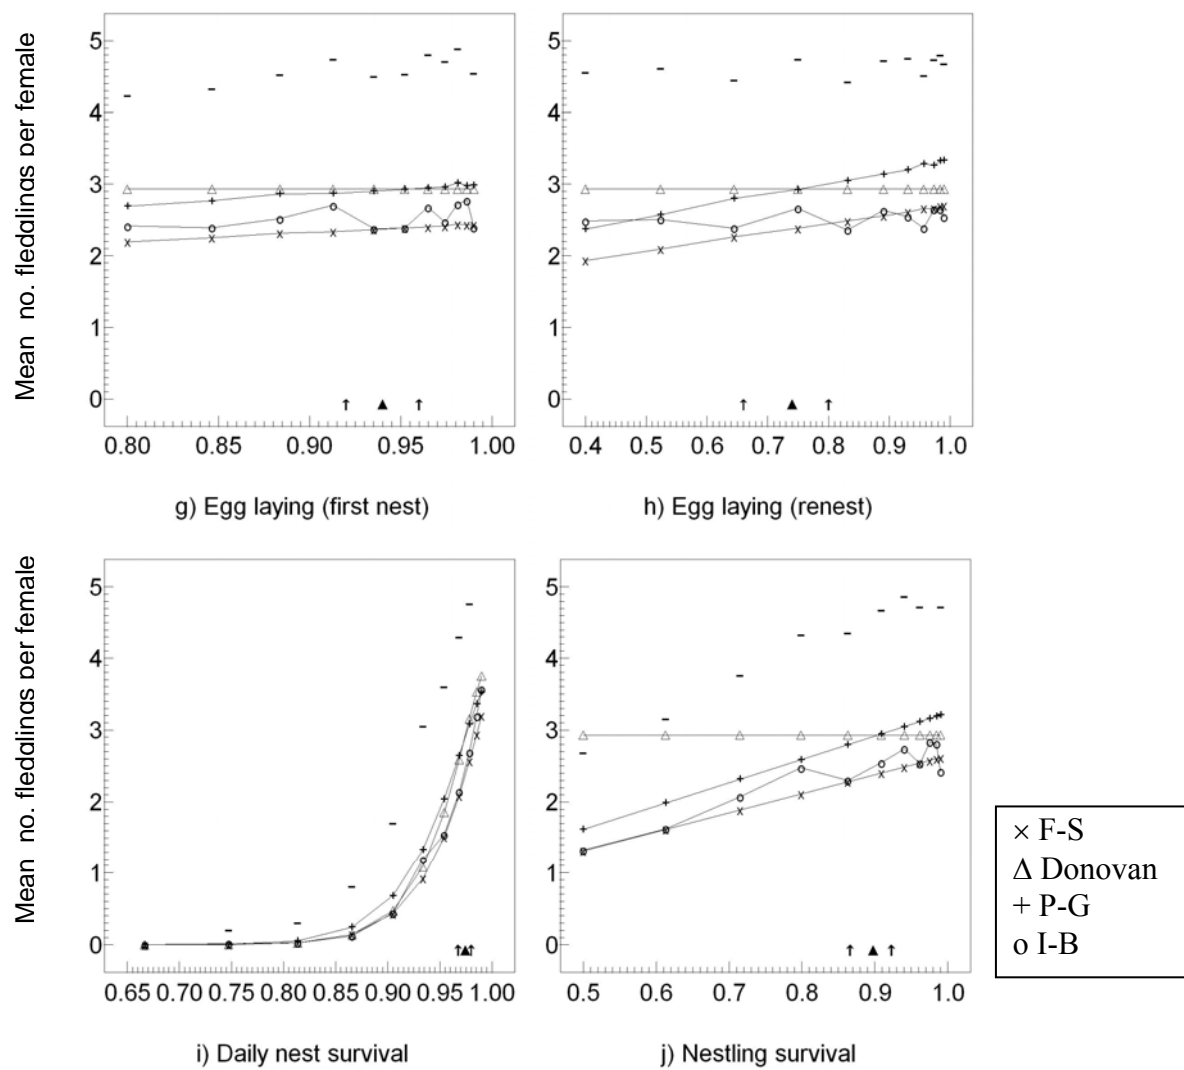 Mean no. fledglings per female
5
4
3
2
1
0
0.80 0.85 0.90 0.95 1.00
g) Egg laying (first nest)
5
4
3
2
1
0
0.4 0.5 0.6 0.7 0.8 0.9 1.0
h) Egg laying (renest)
Mean no. fledglings per female
5
4
3
2
1
0
0.65 0.70 0.75 0.80 0.85 0.90 0.95 1.00
i) Daily nest survival
5
4
3
2
1
0
0.5 0.6 0.7 0.8 0.9 1.0
j) Nestling survival
× F-S
Δ Donovan
+ P-G
o I-B